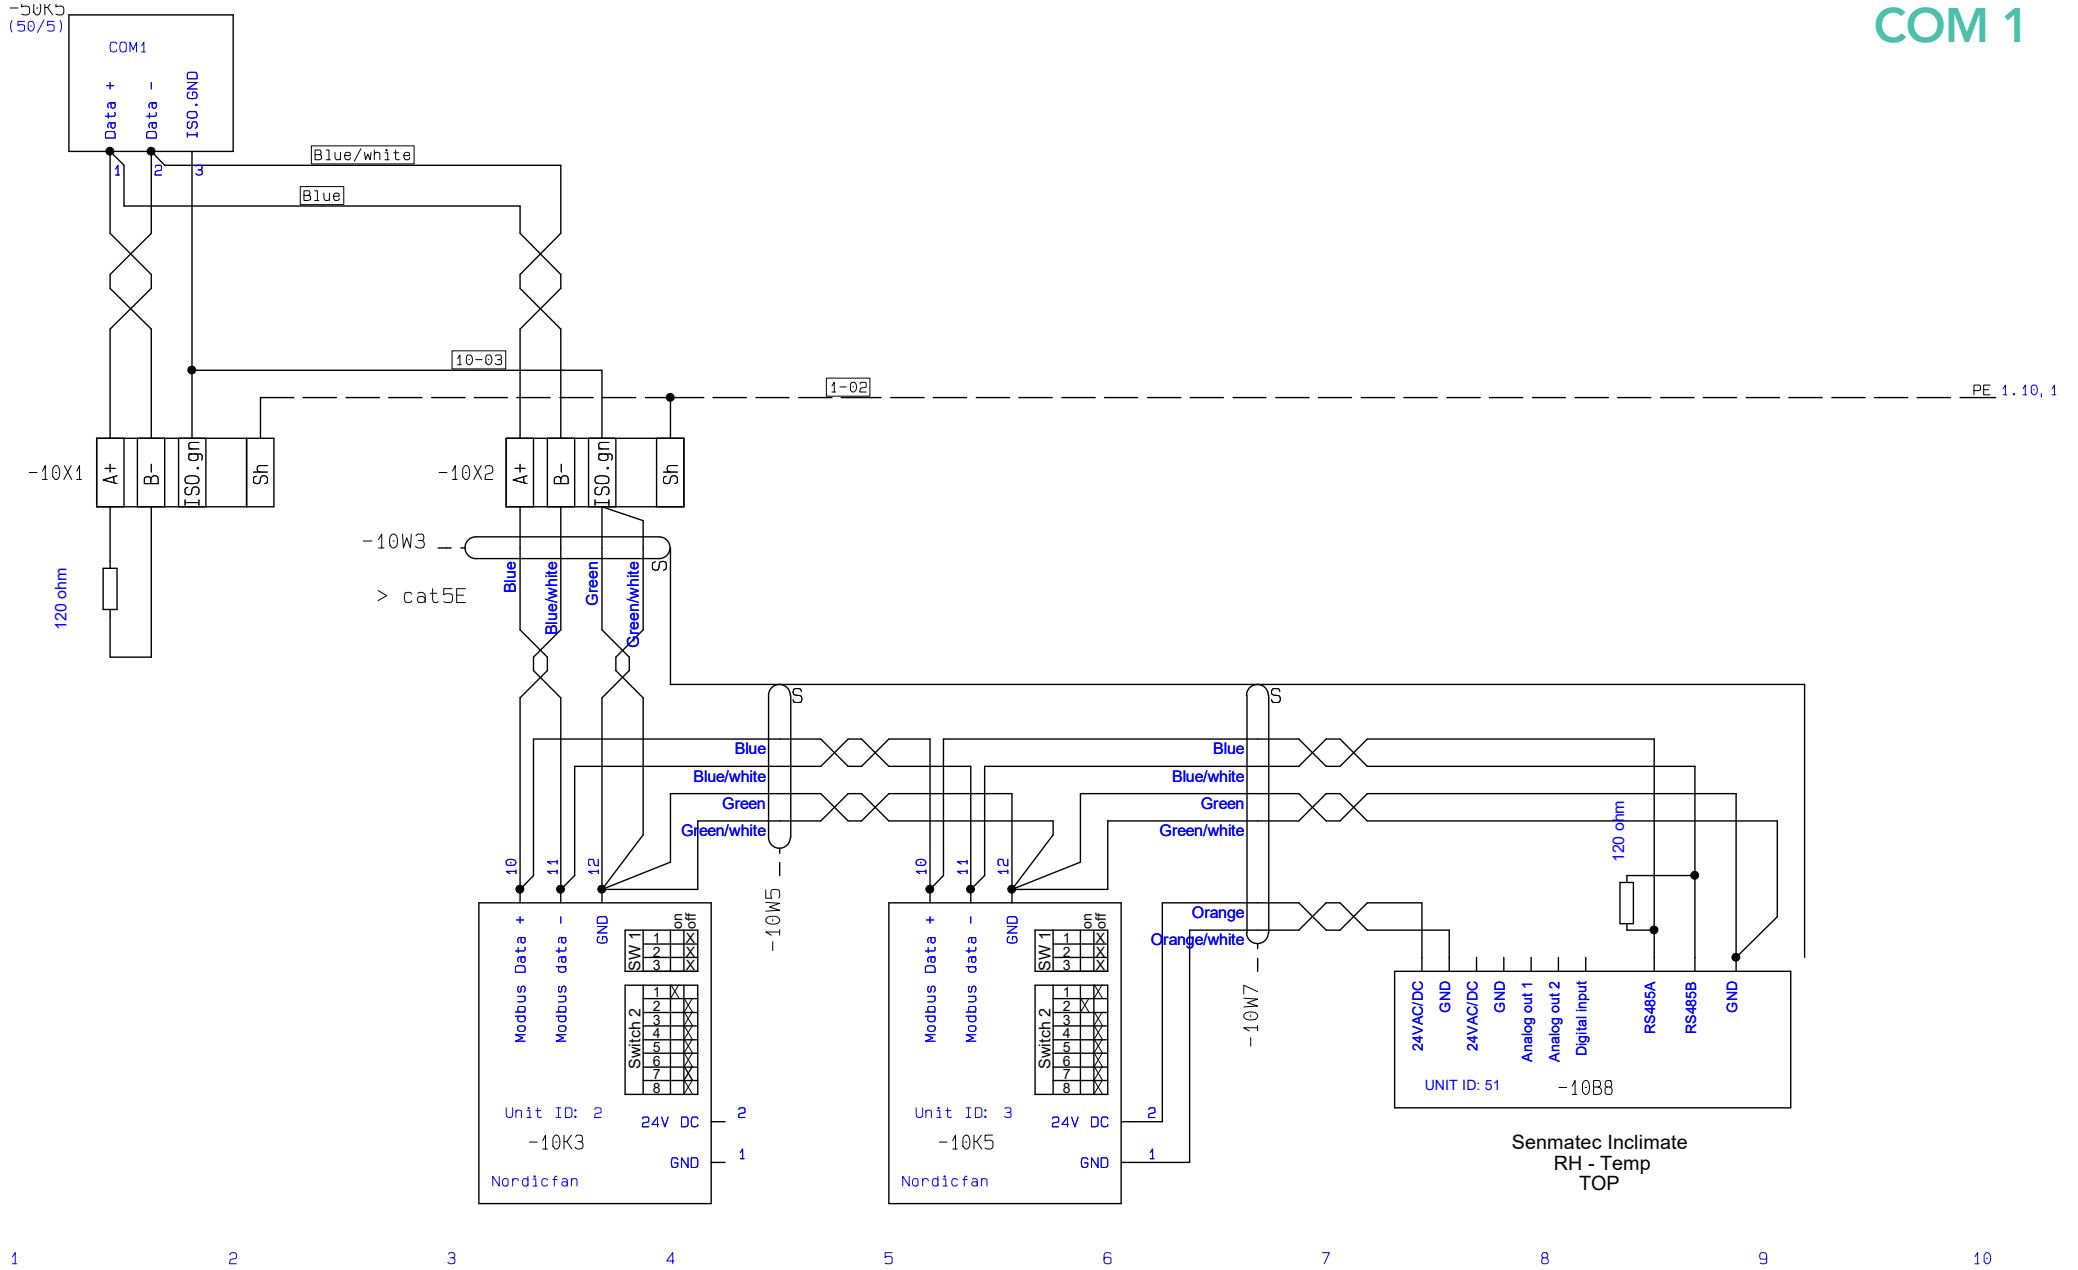 -50K5
(50/5)
COM 1
COM1
Data +
Data -
ISO.GND
1
2
3
Blue/white
Blue
10-03
1-02
PE 1.10, 1
-10X1
A+
B-
ISO.gn
Sh
-10X2
A+
B-
ISO.gn
Sh
-10W3
S
> cat5E
120 ohm
Blue
Blue/white
Green
Green/white
S
S
Blue
Blue/white
Green
Green/white
Blue
Blue/white
Green
Green/white
120 ohm
10
11
12
10
11
12
-10W5
Orange
Orange/white
-10W7
Modbus Data +
Modbus data -
GND
on
off
SW 1
1 X
2 X
3 X
Switch 2
1 X
2 X
3 X
4 X
5 X
6 X
7 X
8 X
Unit ID: 2
-10K3
24V DC
2
GND
1
Nordicfan
Modbus Data +
Modbus data -
GND
on
off
SW 1
1 X
2 X
3 X
Switch 2
1 X
2 X
3 X
4 X
5 X
6 X
7 X
8 X
Unit ID: 3
-10K5
24V DC
2
GND
1
Nordicfan
24VAC/DC
GND
24VAC/DC
GND
Analog out 1
Analog out 2
Digital input
RS485A
RS485B
GND
UNIT ID: 51
-10B8
Senmatec Inclimate
RH - Temp
TOP
1 2 3 4 5 6 7 8 9 10